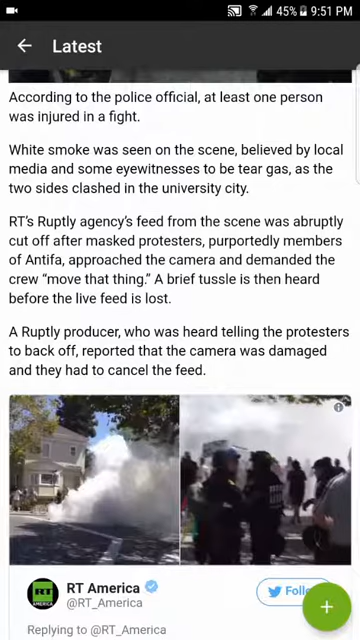 45% 9:51 PM
Latest
According to the police official, at least one person
was injured in a fight.
White smoke was seen on the scene, believed by local
media and some eyewitnesses to be tear gas, as the
two sides clashed in the university city.
RT's Ruptly agency's feed from the scene was abruptly
cut off after masked protesters, purportedly members
of Antifa, approached the camera and demanded the
crew “move that thing.” A brief tussle is then heard
before the live feed is lost.
A Ruptly producer, who was heard telling the protesters
to back off, reported that the camera was damaged
and they had to cancel the feed.
RT
AMERICA
RT America
@RT_America
Follo
Replying to @RT_America